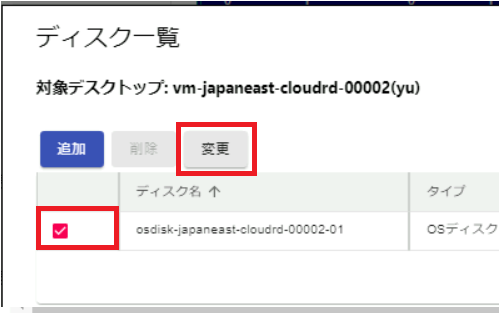 ディスク一覧
対象デスクトップ: vm-japaneast-cloudrd-00002(yu)
追加 削除 変更
ディスク名 ↑ タイプ
osdisk-japaneast-cloudrd-00002-01 OSディスク